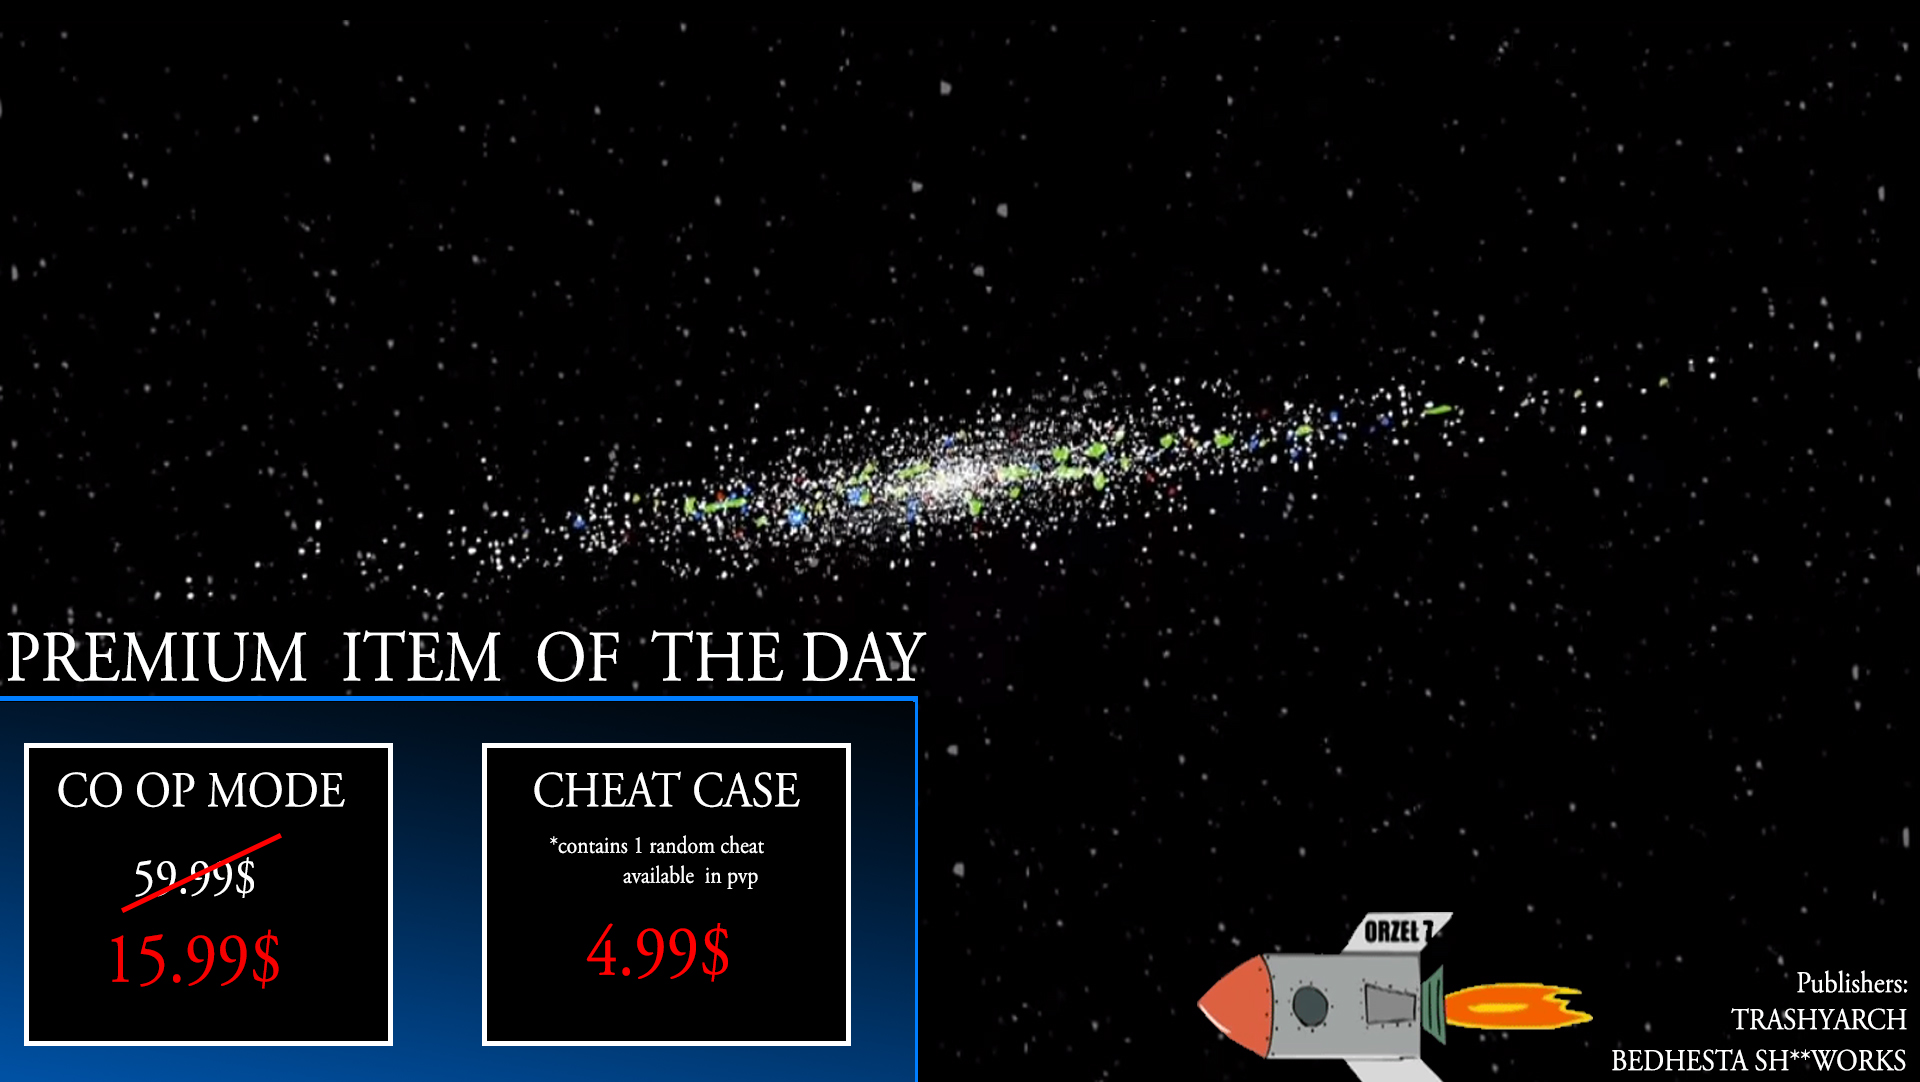 PREMIUM ITEM OF THE DAY
CO OP MODE
59.99$
15.99$
CHEAT CASE
*contains 1 random cheat
available in pvp
4.99$
ORZEL 7
Publishers:
TRASHYARCH
BEDHESTA SH**WORKS